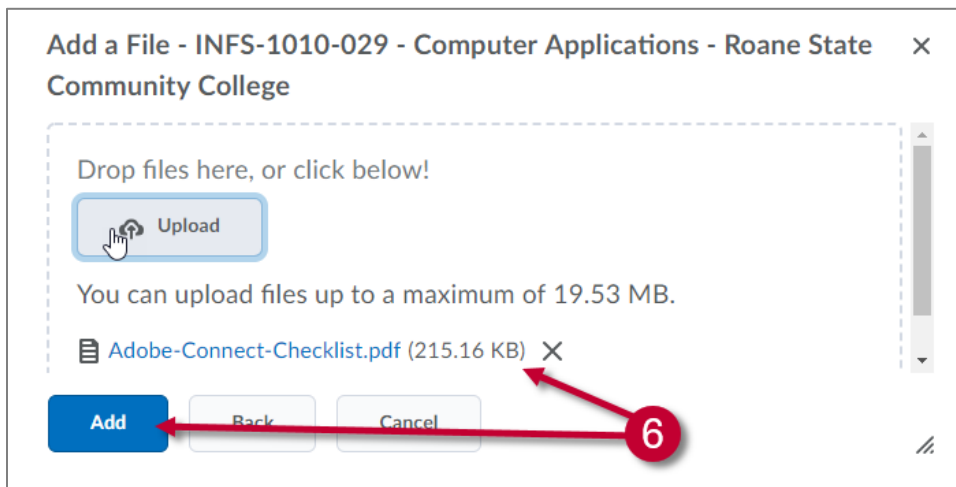 Add a File - INFS-1010-029 - Computer Applications - Roane State
Community College
Drop files here, or click below!
Upload
You can upload files up to a maximum of 19.53 MB.
Adobe-Connect-Checklist.pdf (215.16 KB)
Add Back Cancel
6